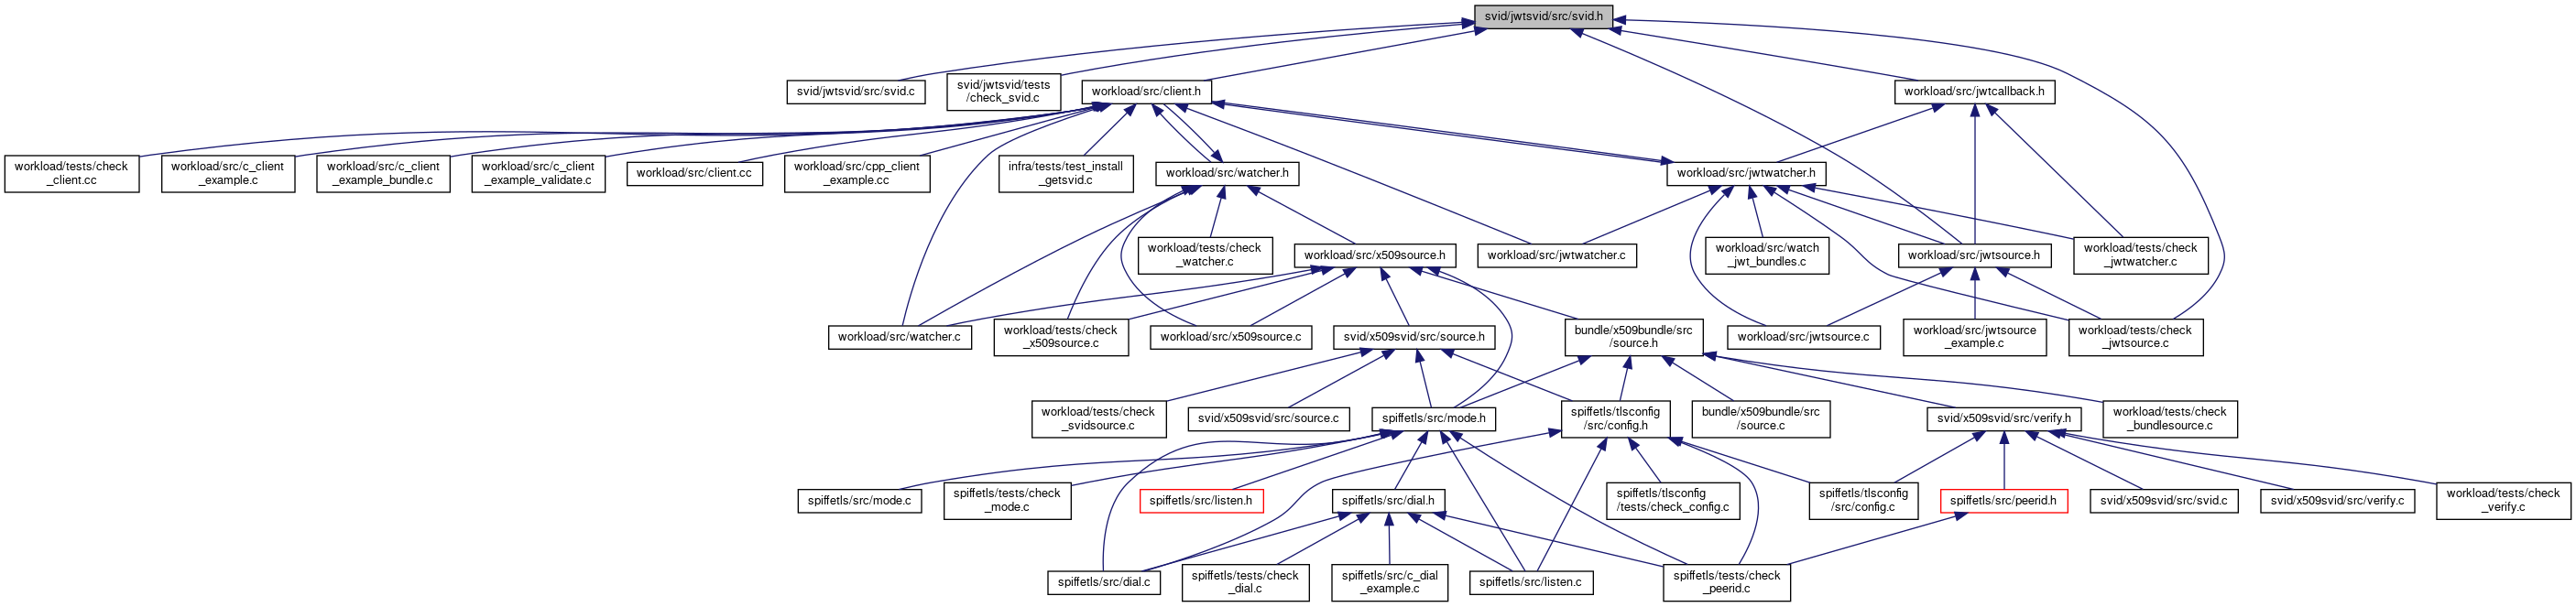 svid/jwtsvid/src/svid.h
svid/jwtsvid/src/svid.c
svid/jwtsvid/tests
/check_svid.c
workload/src/client.h
workload/src/jwtcallback.h
workload/tests/check
_client.cc
workload/src/c_client
_example.c
workload/src/c_client
_example_bundle.c
workload/src/c_client
_example_validate.c
workload/src/client.cc
workload/src/cpp_client
_example.cc
infra/tests/test_install
_getsvid.c
workload/src/watcher.h
workload/src/jwtwatcher.h
workload/tests/check
_watcher.c
workload/src/x509source.h
workload/src/jwtwatcher.c
workload/src/watch
_jwt_bundles.c
workload/src/jwtsource.h
workload/tests/check
_jwtwatcher.c
workload/src/watcher.c
workload/tests/check
_x509source.c
workload/src/x509source.c
svid/x509svid/src/source.h
bundle/x509bundle/src
/source.h
workload/src/jwtsource.c
workload/src/jwtsource
_example.c
workload/tests/check
_jwtsource.c
workload/tests/check
_svidsource.c
svid/x509svid/src/source.c
spiffetls/src/mode.h
spiffetls/tlsconfig
/src/config.h
bundle/x509bundle/src
/source.c
svid/x509svid/src/verify.h
workload/tests/check
_bundlesource.c
spiffetls/src/mode.c
spiffetls/tests/check
_mode.c
spiffetls/src/listen.h
spiffetls/src/dial.h
spiffetls/tlsconfig
/tests/check_config.c
spiffetls/tlsconfig
/src/config.c
spiffetls/src/peerid.h
svid/x509svid/src/svid.c
svid/x509svid/src/verify.c
workload/tests/check
_verify.c
spiffetls/src/dial.c
spiffetls/tests/check
_dial.c
spiffetls/src/c_dial
_example.c
spiffetls/src/listen.c
spiffetls/tests/check
_peerid.c